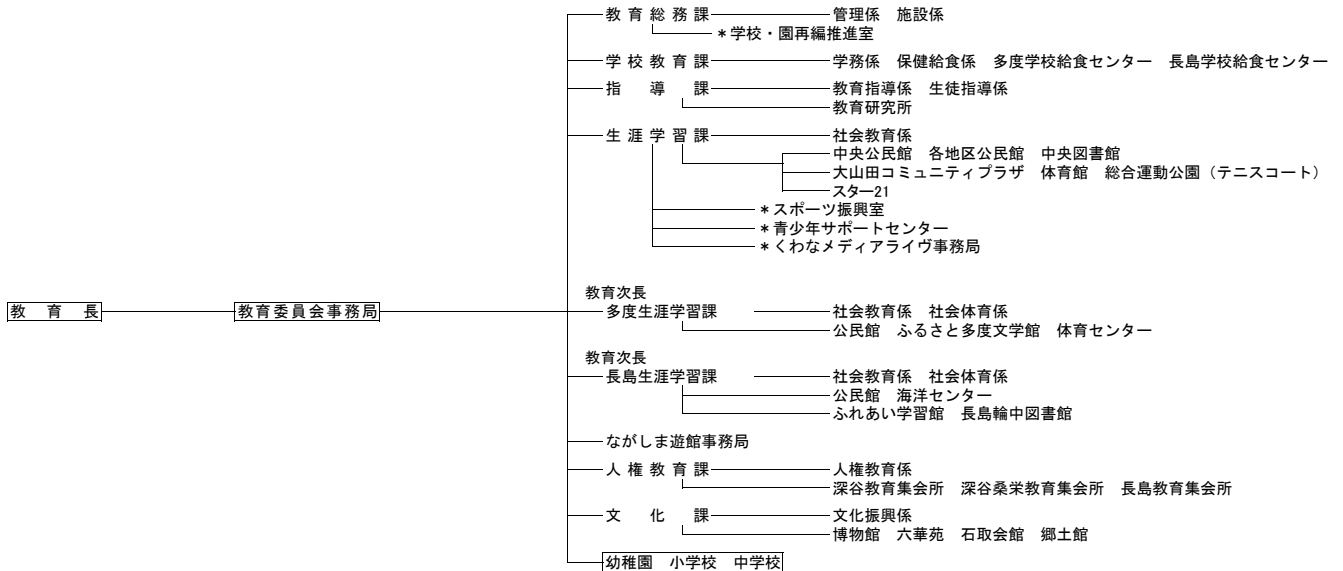 教育総務課 管理係 施設係
＊学校・園再編推進室
学校教育課 学務係 保健給食係 多度学校給食センター 長島学校給食センター
指導課 教育指導係 生徒指導係
教育研究所
生涯学習課 社会教育係
中央公民館 各地区公民館 中央図書館
大山田コミュニティプラザ 体育館 総合運動公園（テニスコート）
スター21
＊スポーツ振興室
＊青少年サポートセンター
＊くわなメディアライヴ事務局
教育次長
教育長 教育委員会事務局 多度生涯学習課 社会教育係 社会体育係
公民館 ふるさと多度文学館 体育センター
教育次長
長島生涯学習課 社会教育係 社会体育係
公民館 海洋センター
ふれあい学習館 長島輪中図書館
ながしま遊館事務局
人権教育課 人権教育係
深谷教育集会所 深谷桑栄教育集会所 長島教育集会所
文化課 文化振興係
博物館 六華苑 石取会館 郷土館
幼稚園 小学校 中学校